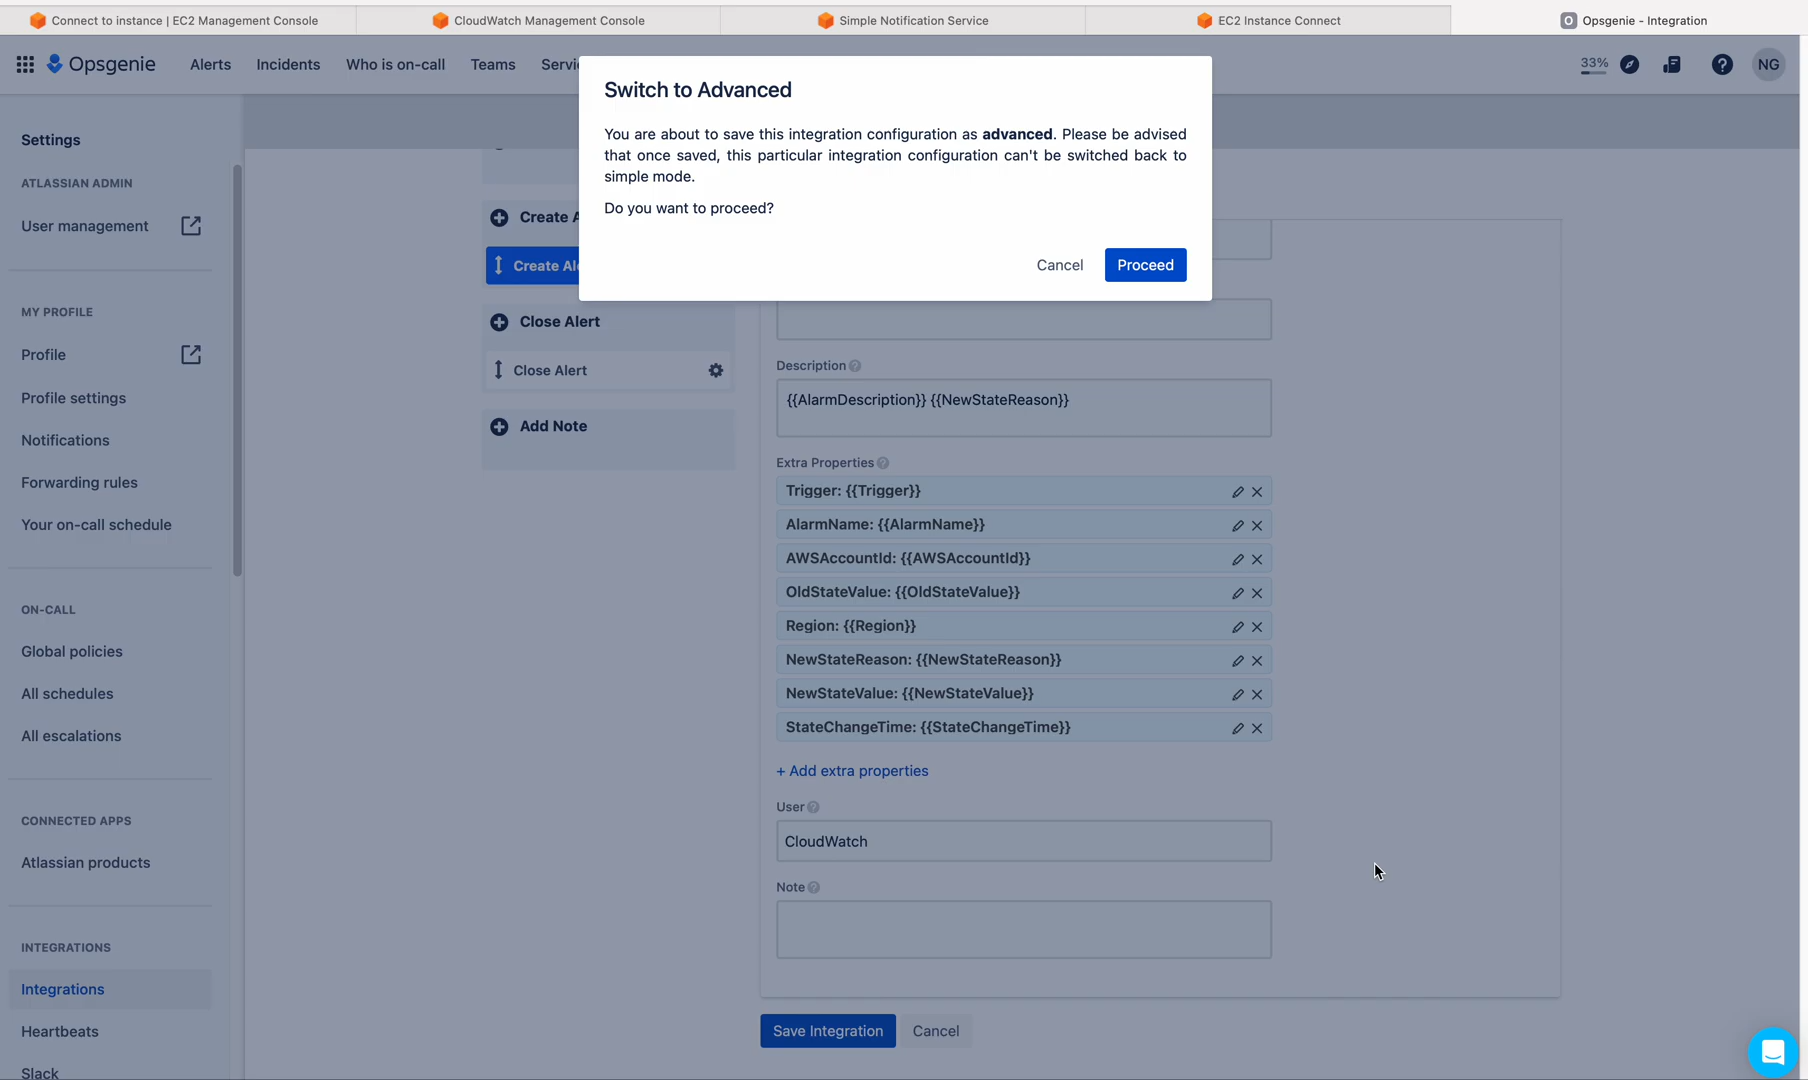 Connect to instance | EC2 Management Console
CloudWatch Management Console
Simple Notification Service
EC2 Instance Connect
Opsgenie - Integration
Opsgenie
Alerts
Incidents
Who is on-call
Teams
33%
NG
Switch to Advanced
You are about to save this integration configuration as advanced. Please be advised
that once saved, this particular integration configuration can't be switched back to
simple mode.
Do you want to proceed?
Cancel
Proceed
Settings
ATLASSIAN ADMIN
User management
MY PROFILE
Profile
Profile settings
Notifications
Forwarding rules
Your on-call schedule
ON-CALL
Global policies
All schedules
All escalations
CONNECTED APPS
Atlassian products
INTEGRATIONS
Integrations
Heartbeats
Slack
Create A
Create Al
Close Alert
Close Alert
Add Note
Description
{{AlarmDescription}} {{NewStateReason}}
Extra Properties
Trigger: {{Trigger}}
AlarmName: {{AlarmName}}
AWSAccountId: {{AWSAccountId}}
OldStateValue: {{OldStateValue}}
Region: {{Region}}
NewStateReason: {{NewStateReason}}
NewStateValue: {{NewStateValue}}
StateChangeTime: {{StateChangeTime}}
+ Add extra properties
User
CloudWatch
Note
Save Integration
Cancel